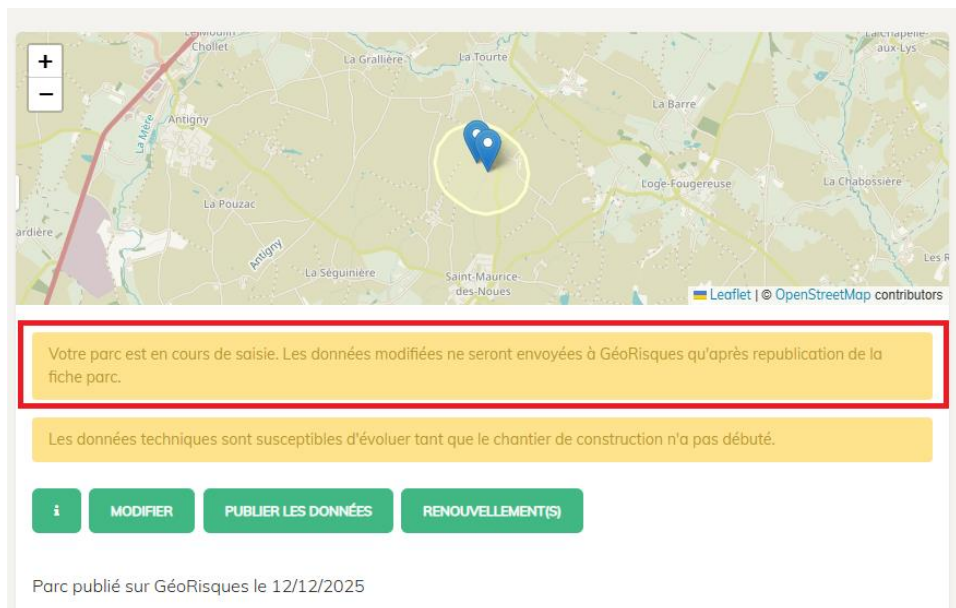 Le Moulin
Chollet
La Chapelle-
aux-Lys
+
La Grallière
La Tourte
−
La Barre
Antigny
La Mère
Loge-Fougereuse
La Chabossière
La Pouzac
ardière
Antigny
La Séguinière
Saint-Maurice-
des-Noues
Les R
Leaflet | © OpenStreetMap contributors
Votre parc est en cours de saisie. Les données modifiées ne seront envoyées à GéoRisques qu'après republication de la
fiche parc.
Les données techniques sont susceptibles d'évoluer tant que le chantier de construction n'a pas débuté.
i MODIFIER PUBLIER LES DONNÉES RENOUVELLEMENT(S)
Parc publié sur GéoRisques le 12/12/2025